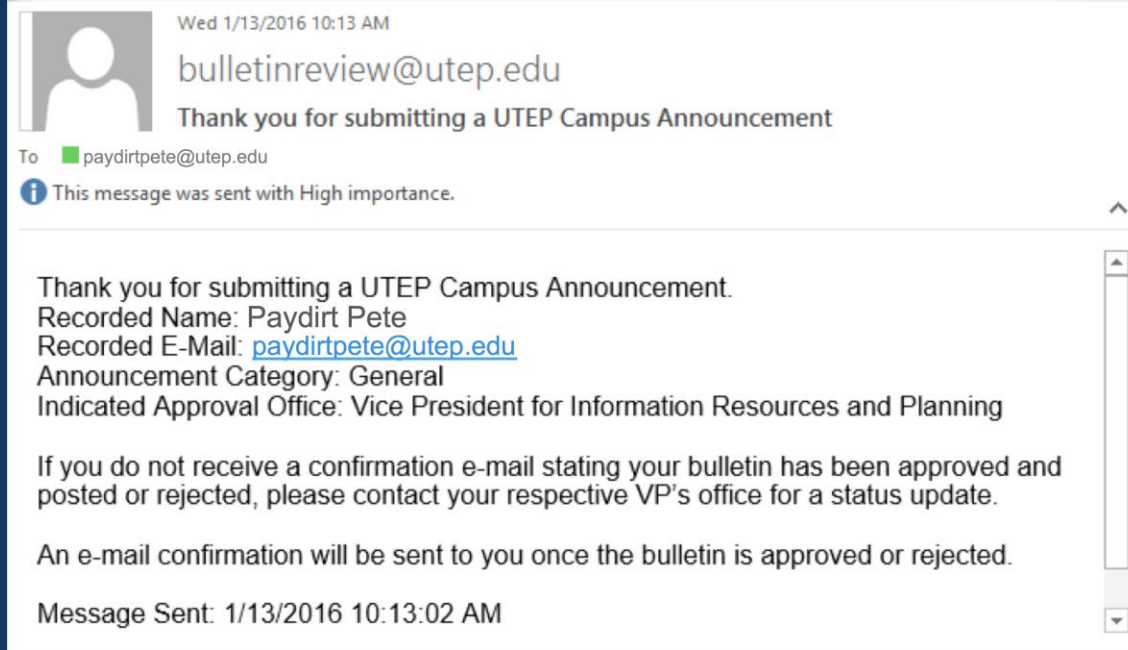 Wed 1/13/2016 10:13 AM
bulletinreview@utep.edu
Thank you for submitting a UTEP Campus Announcement
To paydirtpete@utep.edu
This message was sent with High importance.
Thank you for submitting a UTEP Campus Announcement.
Recorded Name: Paydirt Pete
Recorded E-Mail: paydirtpete@utep.edu
Announcement Category: General
Indicated Approval Office: Vice President for Information Resources and Planning
If you do not receive a confirmation e-mail stating your bulletin has been approved and
posted or rejected, please contact your respective VP's office for a status update.
An e-mail confirmation will be sent to you once the bulletin is approved or rejected.
Message Sent: 1/13/2016 10:13:02 AM